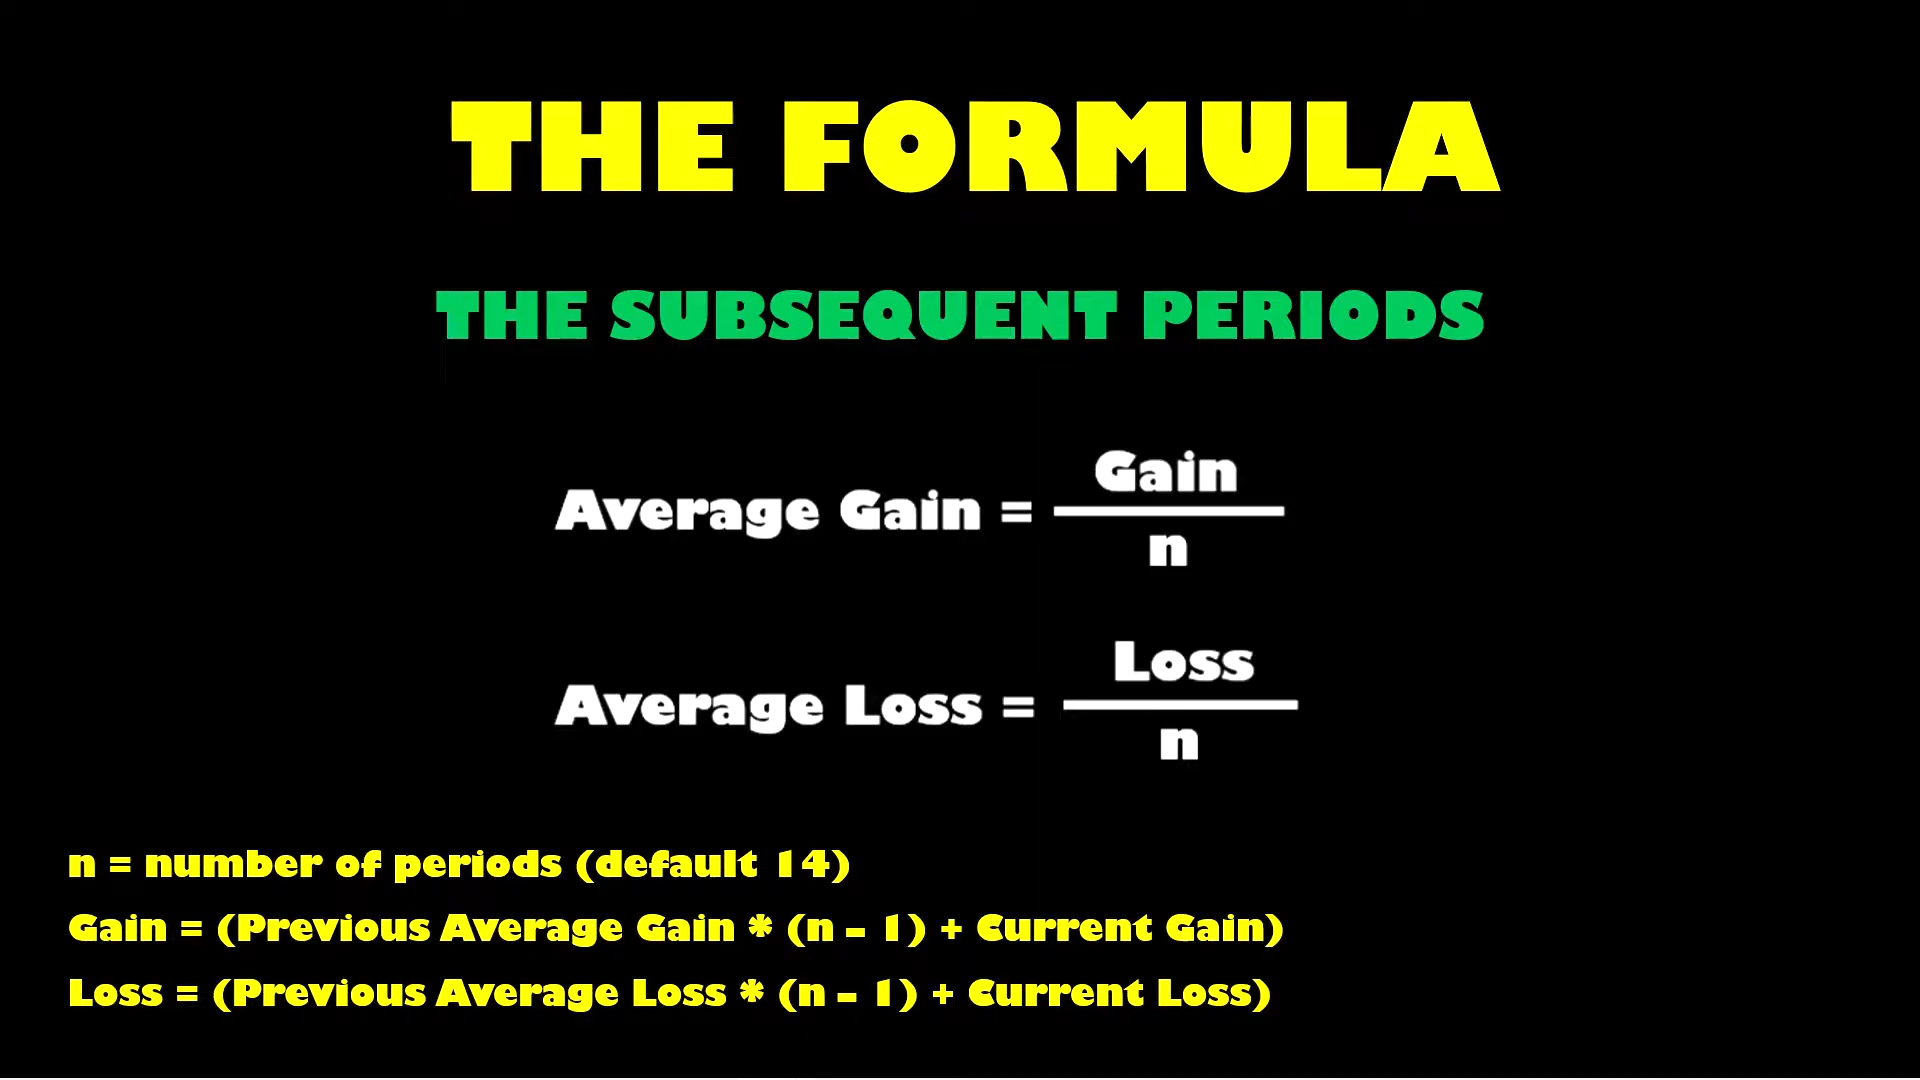 THE FORMULA
THE SUBSEQUENT PERIODS
Average Gain = Gain / n
Average Loss = Loss / n
n = number of periods (default 14)
Gain = (Previous Average Gain * (n – 1) + Current Gain)
Loss = (Previous Average Loss * (n – 1) + Current Loss)